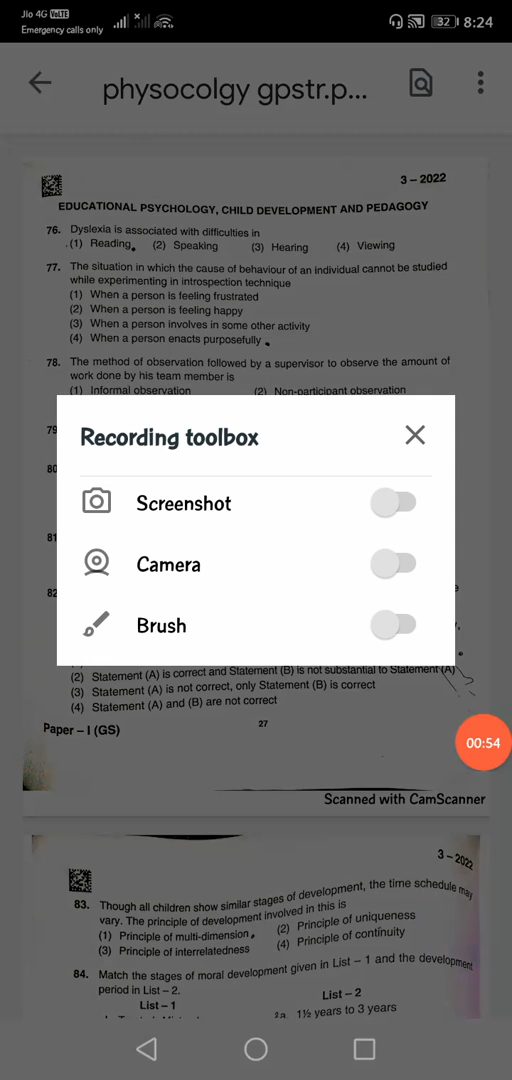 Jio 4G VoLTE
Emergency calls only
32
8:24
physocolgy gpstr.p...
3 – 2022
EDUCATIONAL PSYCHOLOGY, CHILD DEVELOPMENT AND PEDAGOGY
76. Dyslexia is associated with difficulties in
(1) Reading (2) Speaking (3) Hearing (4) Viewing
77. The situation in which the cause of behaviour of an individual cannot be studied
while experimenting in introspection technique
(1) When a person is feeling frustrated
(2) When a person is feeling happy
(3) When a person involves in some other activity
(4) When a person enacts purposefully
78. The method of observation followed by a supervisor to observe the amount of
work done by his team member is
(1) Informal observation (2) Non-participant observation
79
80
81
82
Recording toolbox
Screenshot
Camera
Brush
(2) Statement (A) is correct and Statement (B) is not substantial to Statement (A)
(3) Statement (A) is not correct, only Statement (B) is correct
(4) Statement (A) and (B) are not correct
Paper – I (GS)
27
00:54
Scanned with CamScanner
3 – 2022
83. Though all children show similar stages of development, the time schedule may
vary. The principle of development involved in this is
(1) Principle of multi-dimension (2) Principle of uniqueness
(3) Principle of interrelatedness (4) Principle of continuity
84. Match the stages of moral development given in List – 1 and the development
period in List – 2.
List – 1 List – 2
a. 1½ years to 3 years